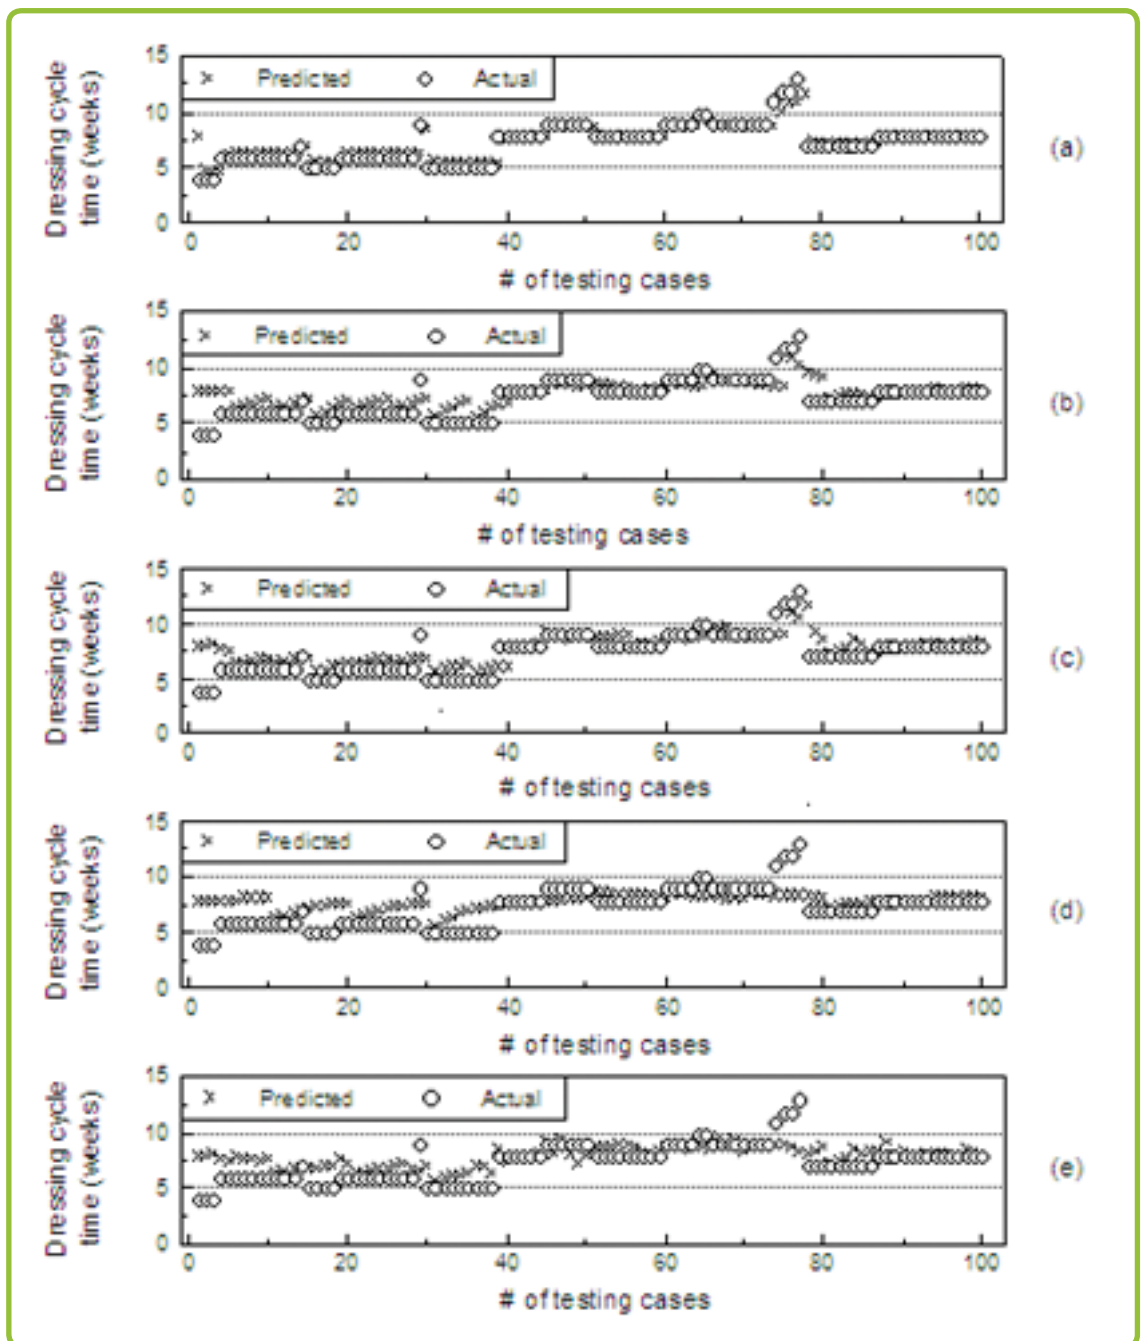 Dressing cycle
time (weeks)
15
10
5
0
Predicted Actual
0 20 40 60 80 100
# of testing cases
(a)
Dressing cycle
time (weeks)
15
10
5
0
Predicted Actual
0 20 40 60 80 100
# of testing cases
(b)
Dressing cycle
time (weeks)
15
10
5
0
Predicted Actual
0 20 40 60 80 100
# of testing cases
(c)
Dressing cycle
time (weeks)
15
10
5
0
Predicted Actual
0 20 40 60 80 100
# of testing cases
(d)
Dressing cycle
time (weeks)
15
10
5
0
Predicted Actual
0 20 40 60 80 100
# of testing cases
(e)